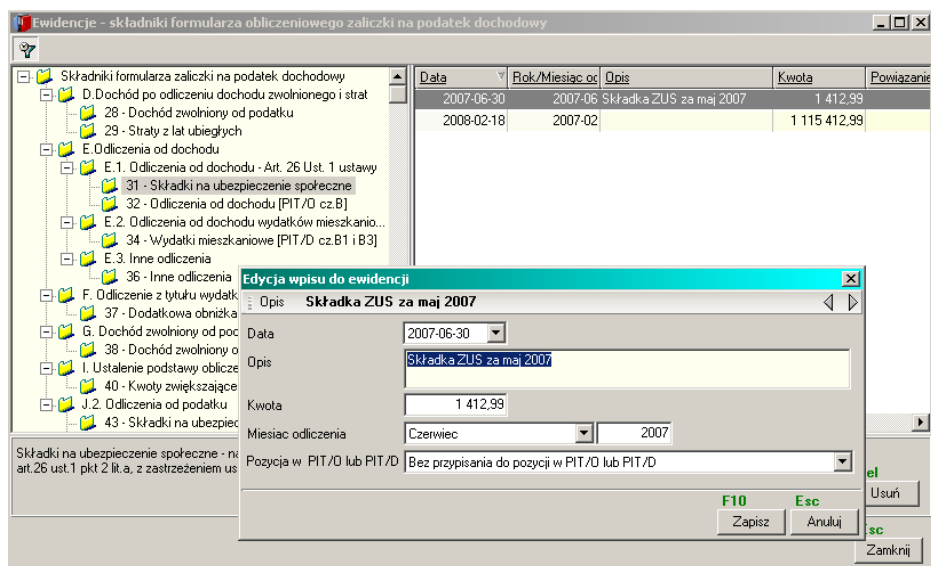 Ewidencje - składniki formularza obliczeniowego zaliczki na podatek dochodowy
Składniki formularza zaliczki na podatek dochodowy
D.Dochód po odliczeniu dochodu zwolnionego i strat
28 - Dochód zwolniony od podatku
29 - Straty z lat ubiegłych
E.Odliczenia od dochodu
E.1. Odliczenia od dochodu - Art. 26 Ust. 1 ustawy
31 - Składki na ubezpieczenie społeczne
32 - Odliczenia od dochodu [PIT/O cz.B]
E.2. Odliczenia od dochodu wydatków mieszkanio...
34 - Wydatki mieszkaniowe [PIT/D cz.B1 i B3]
E.3. Inne odliczenia
36 - Inne odliczenia
F. Odliczenie z tytułu wydatk
37 - Dodatkowa obniżka
G. Dochód zwolniony od poc
38 - Dochód zwolniony o
I. Ustalenie podstawy oblicze
40 - Kwoty zwiększające
J.2. Odliczenia od podatku
43 - Składki na ubezpiec
Data Rok/Miesiąc oc Opis Kwota Powiązanie
2007-06-30 2007-06 Składka ZUS za maj 2007 1 412,99
2008-02-18 2007-02 1 115 412,99
Składki na ubezpieczenie społeczne - na
art.26 ust.1 pkt 2 lit.a, z zastrzeżeniem us
Edycja wpisu do ewidencji
Opis Składka ZUS za maj 2007
Data 2007-06-30
Opis Składka ZUS za maj 2007
Kwota 1 412,99
Miesiac odliczenia Czerwiec 2007
Pozycja w PIT/O lub PIT/D Bez przypisania do pozycji w PIT/O lub PIT/D
F10 Esc
Zapisz Anuluj
el
Usuń
sc
Zamknij